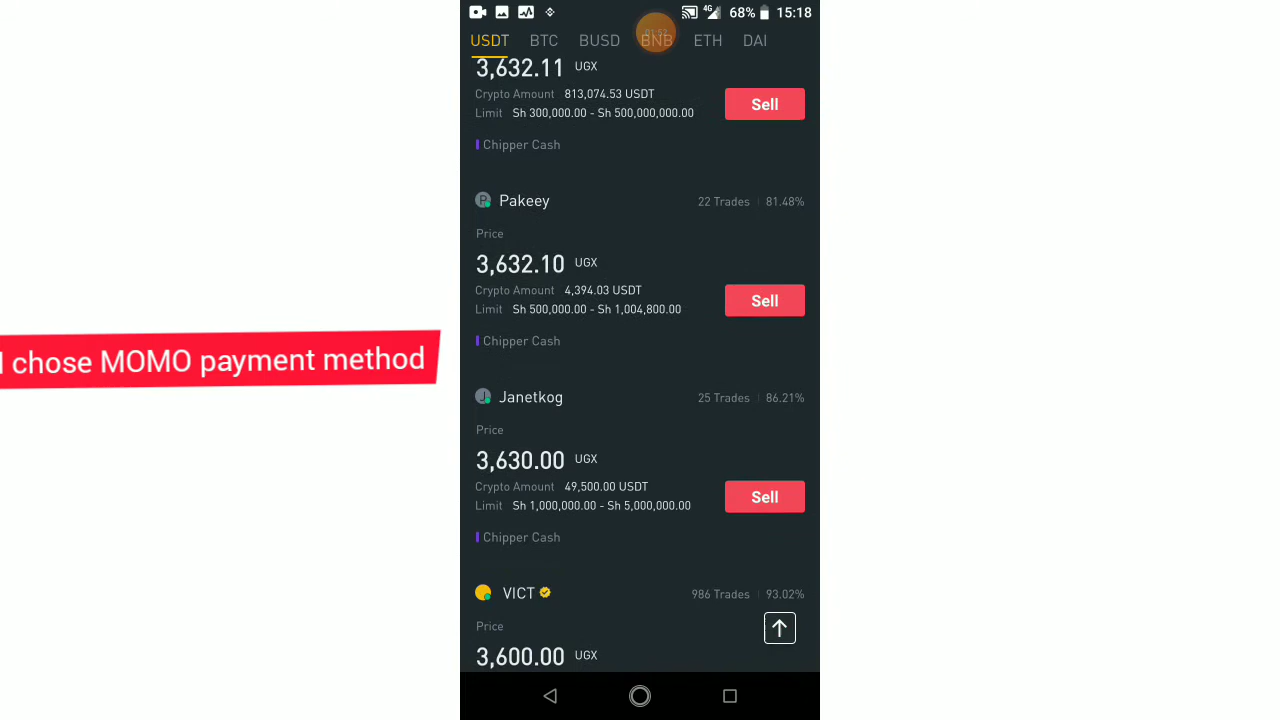 68% 15:18
USDT BTC BUSD BNB ETH DAI
3,632.11 UGX
Crypto Amount 813,074.53 USDT
Limit Sh 300,000.00 - Sh 500,000,000.00
Sell
Chipper Cash
Pakeey 22 Trades 81.48%
Price
3,632.10 UGX
Crypto Amount 4,394.03 USDT
Limit Sh 500,000.00 - Sh 1,004,800.00
Sell
Chipper Cash
I chose MOMO payment method
Janetkog 25 Trades 86.21%
Price
3,630.00 UGX
Crypto Amount 49,500.00 USDT
Limit Sh 1,000,000.00 - Sh 5,000,000.00
Sell
Chipper Cash
VICT 986 Trades 93.02%
Price
3,600.00 UGX